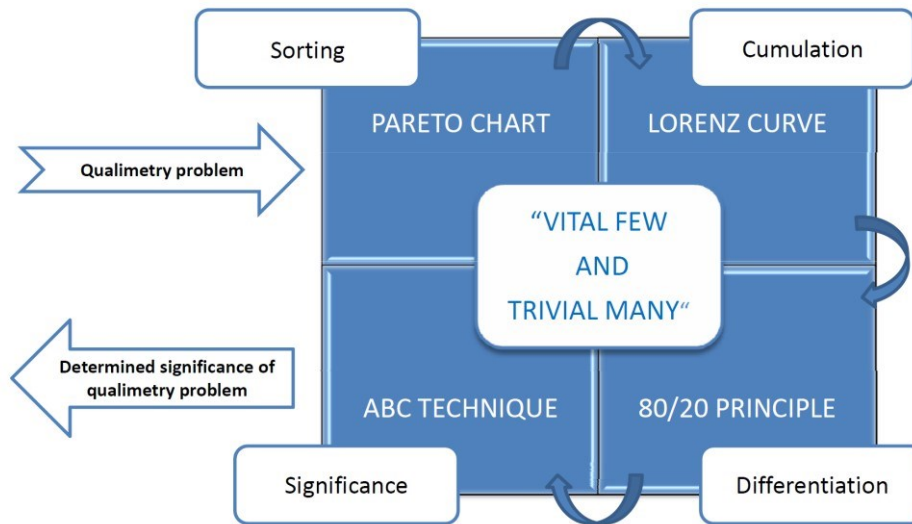 Sorting
Cumulation
PARETO CHART
LORENZ CURVE
Qualimetry problem
“VITAL FEW
AND
TRIVIAL MANY“
Determined significance of
qualimetry problem
ABC TECHNIQUE
80/20 PRINCIPLE
Significance
Differentiation